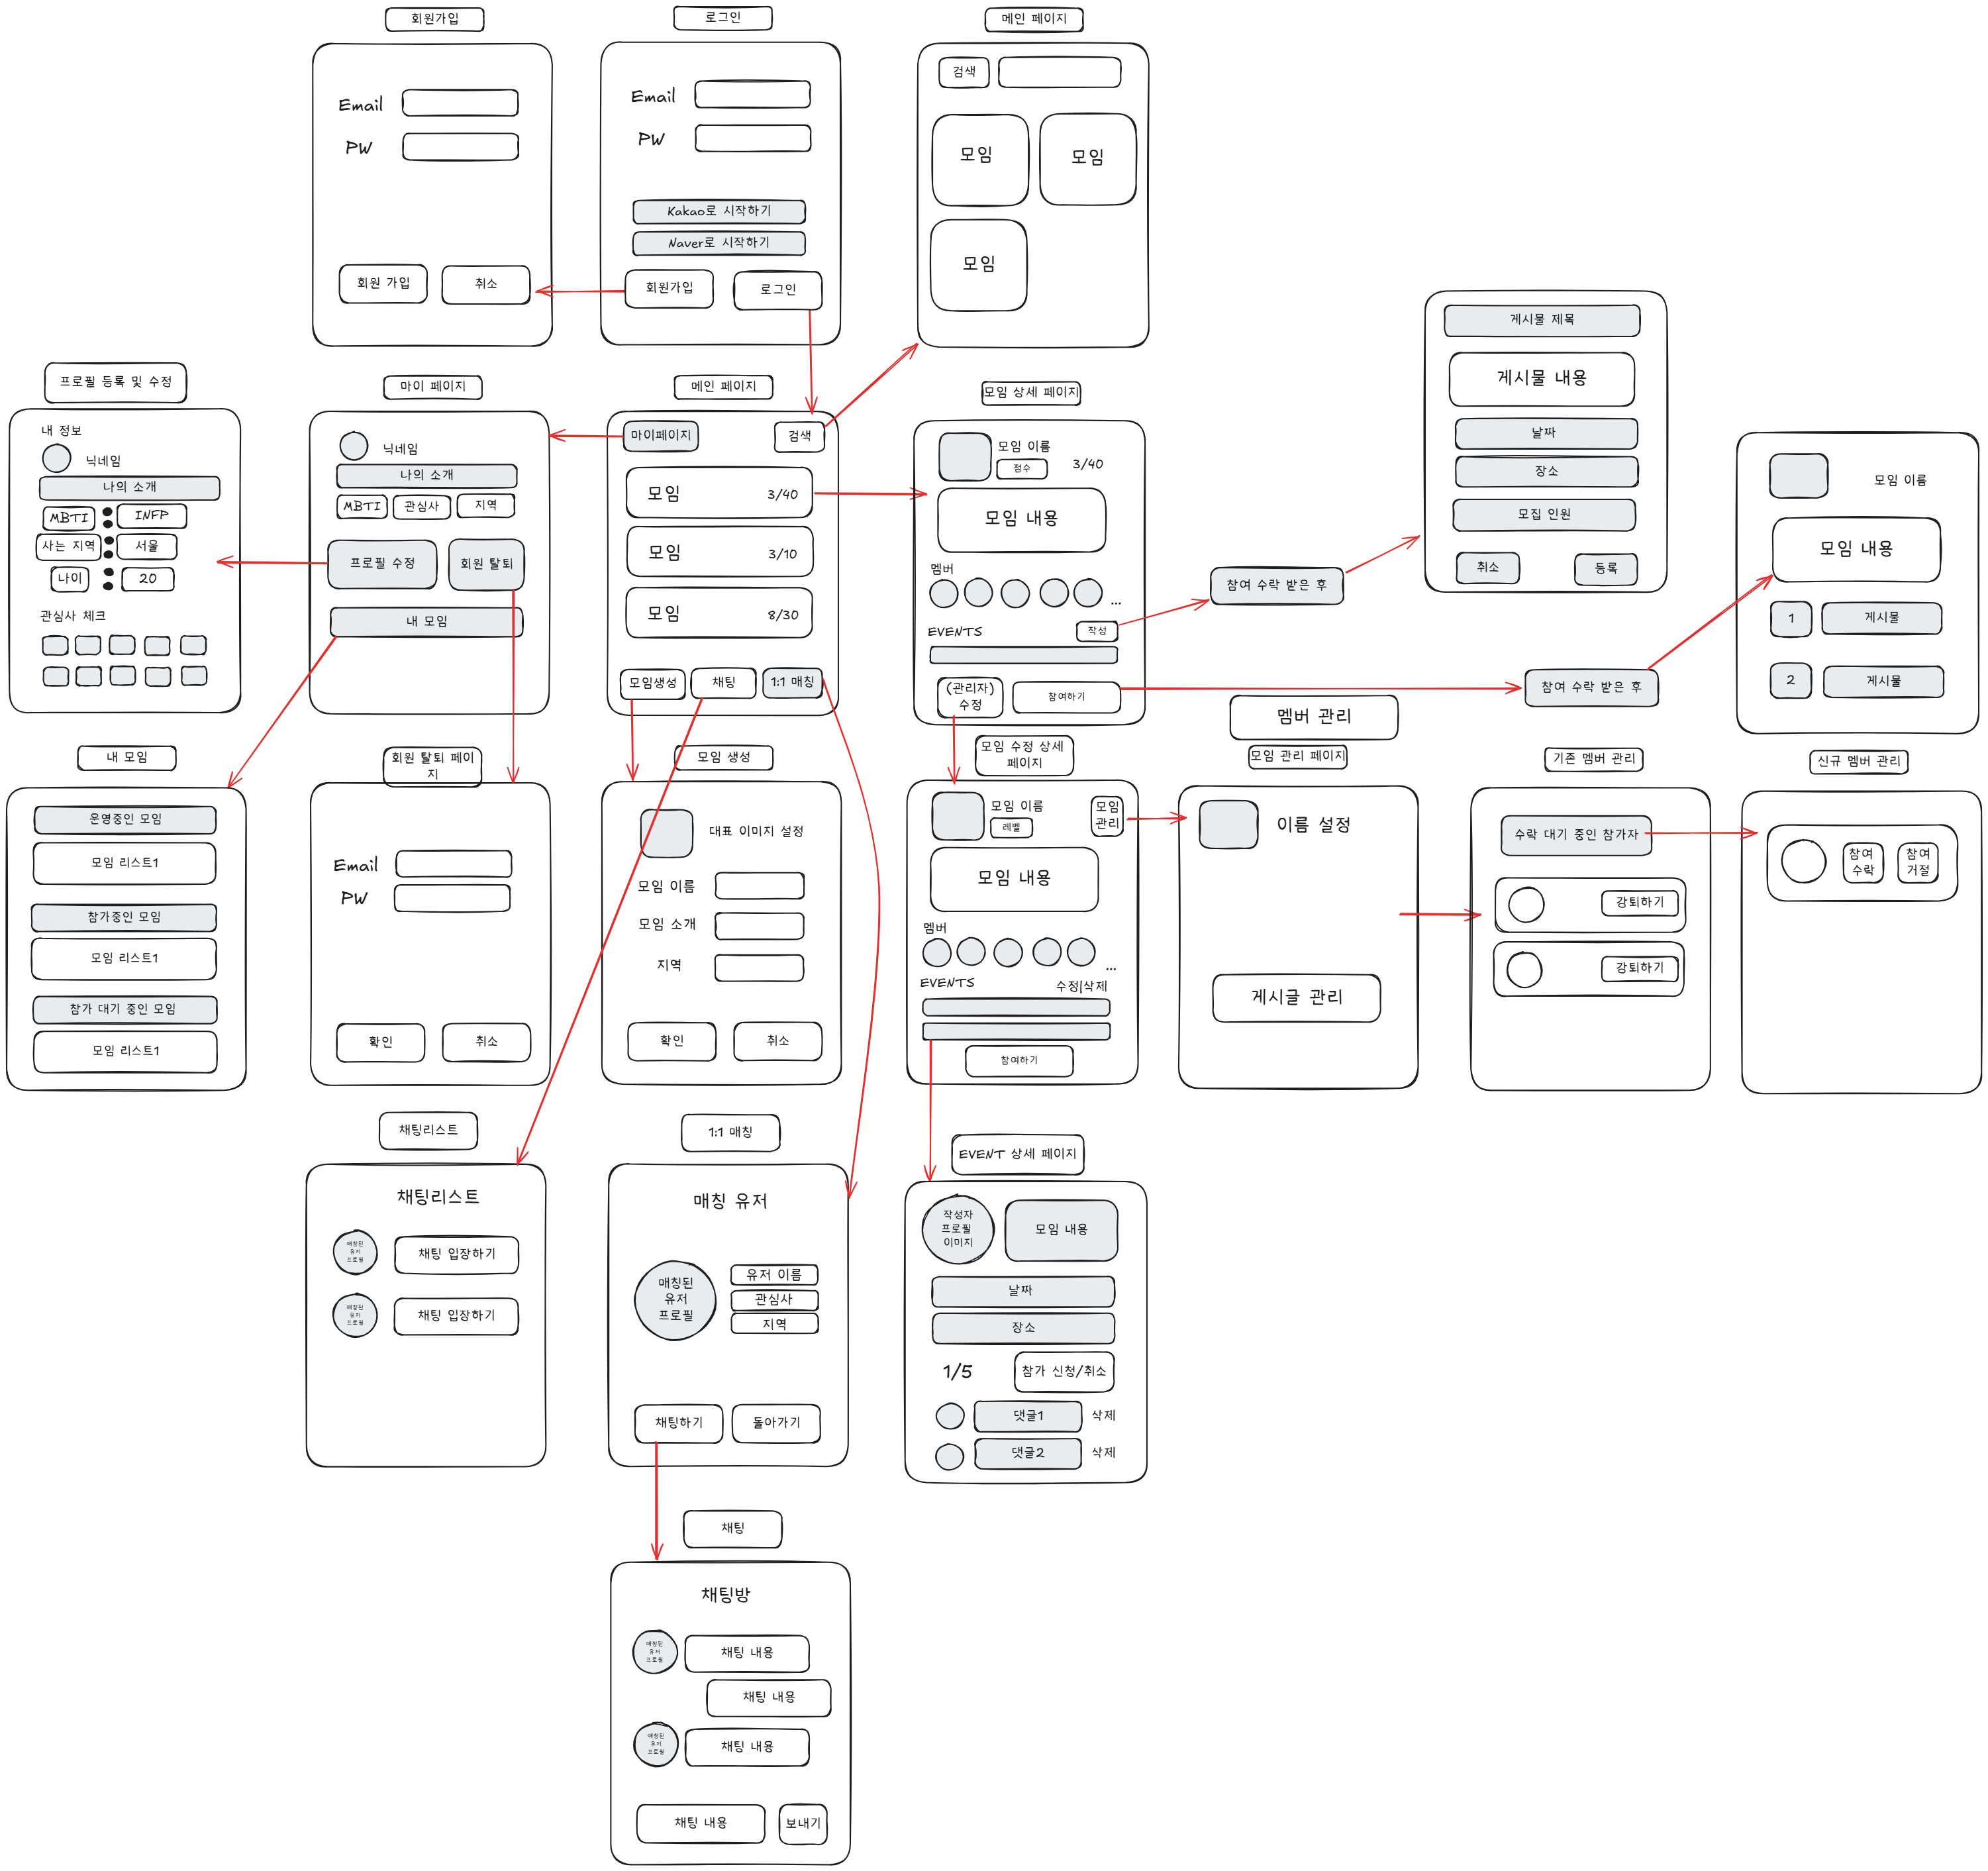 회원가입
Email
PW
회원 가입
취소
로그인
Email
PW
Kakao로 시작하기
Naver로 시작하기
회원가입
로그인
메인 페이지
검색
모임
모임
모임
게시물 제목
게시물 내용
날짜
장소
모집 인원
취소
등록
프로필 등록 및 수정
내 정보
닉네임
나의 소개
MBTI
INFP
사는 지역
서울
나이
20
관심사 체크
마이 페이지
닉네임
나의 소개
MBTI
관심사
지역
프로필 수정
회원 탈퇴
내 모임
메인 페이지
마이페이지
검색
모임
3/40
모임
3/10
모임
8/30
모임생성
채팅
1:1 매칭
모임 상세 페이지
모임 이름
점수
3/40
모임 내용
멤버
...
EVENTS
작성
(관리자)
수정
참여하기
참여 수락 받은 후
참여 수락 받은 후
모임 이름
모임 내용
1
게시물
2
게시물
내 모임
운영중인 모임
모임 리스트1
참가중인 모임
모임 리스트1
참가 대기 중인 모임
모임 리스트1
회원 탈퇴 페이
지
Email
PW
확인
취소
모임 생성
대표 이미지 설정
모임 이름
모임 소개
지역
확인
취소
모임 수정 상세
페이지
모임 이름
레벨
모임
관리
모임 내용
멤버
...
EVENTS
수정|삭제
참여하기
멤버 관리
모임 관리 페이지
이름 설정
게시글 관리
기존 멤버 관리
수락 대기 중인 참가자
강퇴하기
강퇴하기
신규 멤버 관리
참여
수락
참여
거절
채팅리스트
채팅리스트
매칭된
유저
프로필
채팅 입장하기
매칭된
유저
프로필
채팅 입장하기
1:1 매칭
매칭 유저
매칭된
유저
프로필
유저 이름
관심사
지역
채팅하기
돌아가기
EVENT 상세 페이지
작성자
프로필
이미지
모임 내용
날짜
장소
1/5
참가 신청/취소
댓글1
삭제
댓글2
삭제
채팅
채팅방
매칭된
유저
프로필
채팅 내용
채팅 내용
매칭된
유저
프로필
채팅 내용
채팅 내용
보내기